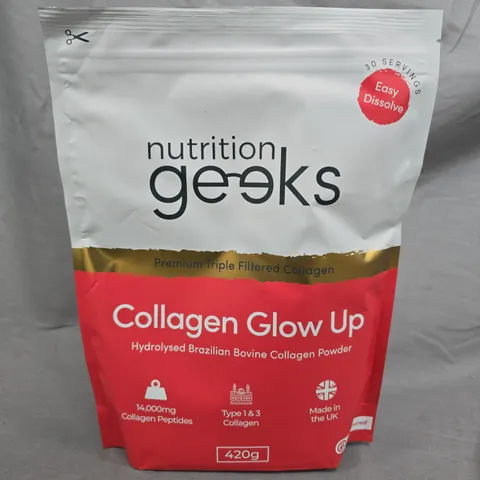 30 SERVINGS
Easy
Dissolve
nutrition
geeks
Premium Triple Filtered Collagen
Collagen Glow Up
Hydrolysed Brazilian Bovine Collagen Powder
14,000mg
Collagen Peptides
Type 1 & 3
Collagen
Made in
the UK
420g